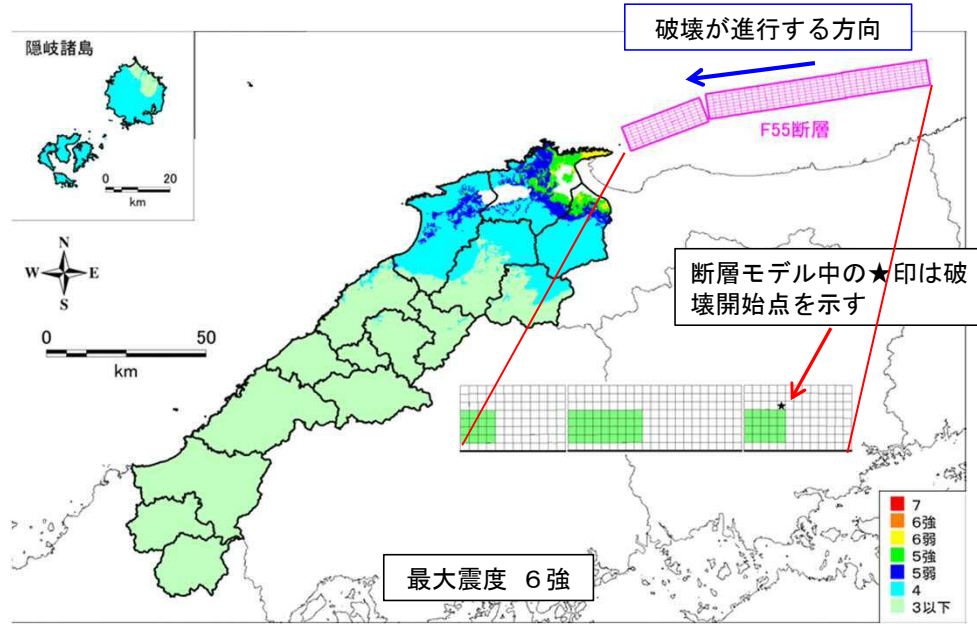 破壊が進行する方向
隠岐諸島
F55断層
0 20
km
N
W E
S
断層モデル中の★印は破
壊開始点を示す
0 50
km
最大震度 6強
7
6強
6弱
5強
5弱
4
3以下